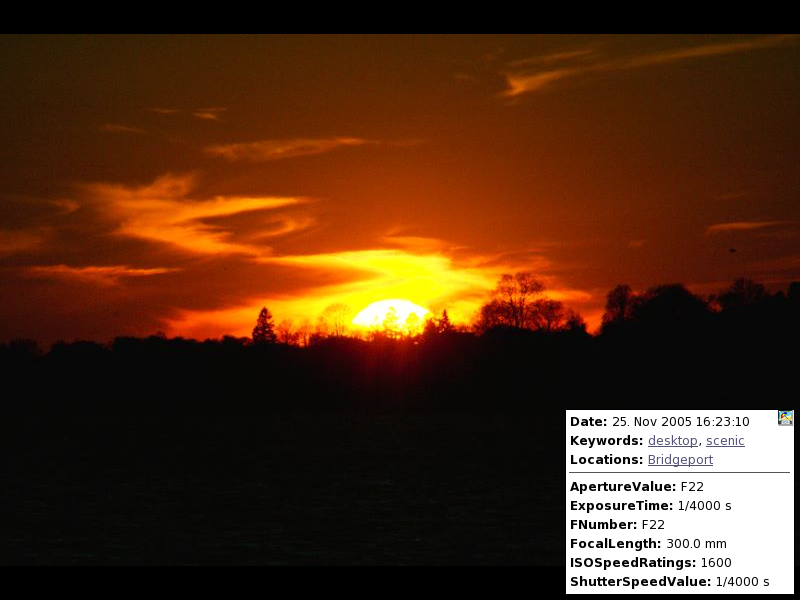 Date: 25. Nov 2005 16:23:10
Keywords: desktop, scenic
Locations: Bridgeport
ApertureValue: F22
ExposureTime: 1/4000 s
FNumber: F22
FocalLength: 300.0 mm
ISOSpeedRatings: 1600
ShutterSpeedValue: 1/4000 s